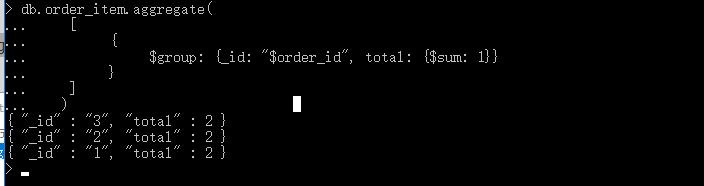 > db.order_item.aggregate(
... [
... {
... $group: {_id: "$order_id", total: {$sum: 1}}
... }
... ]
... )
{ "_id" : "3", "total" : 2 }
{ "_id" : "2", "total" : 2 }
{ "_id" : "1", "total" : 2 }
>